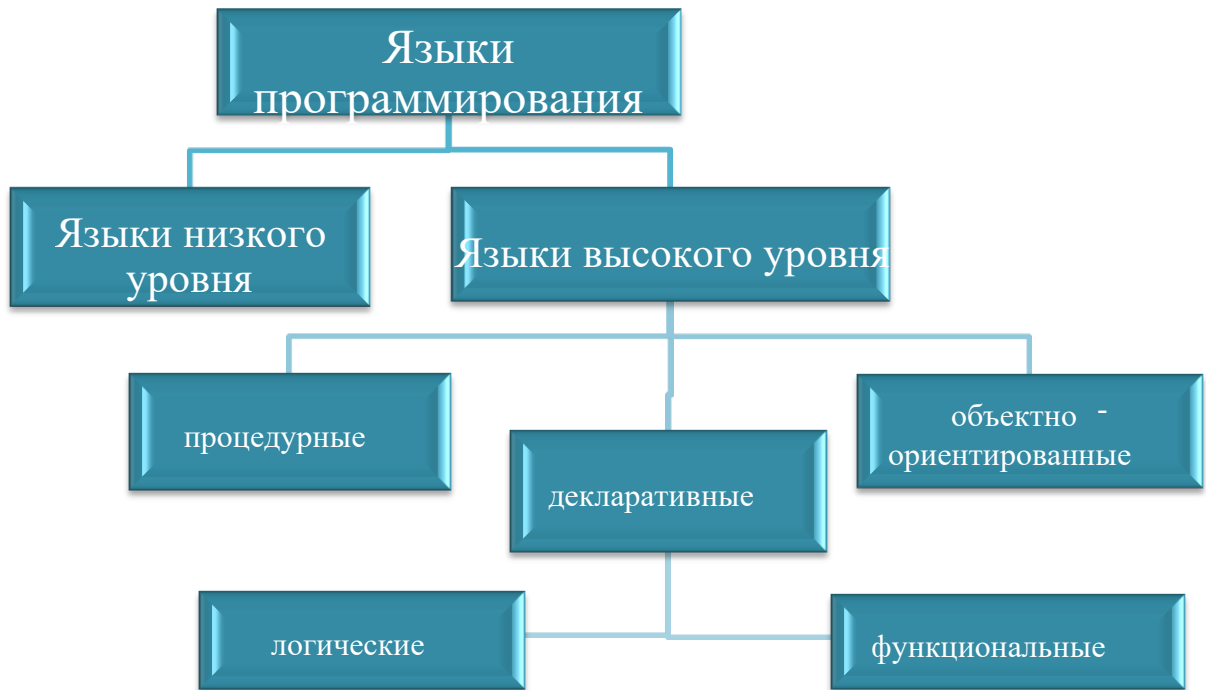 Языки
программирования
Языки низкого
уровня
Языки высокого уровня
процедурные
объектно -
ориентированные
декларативные
логические
функциональные